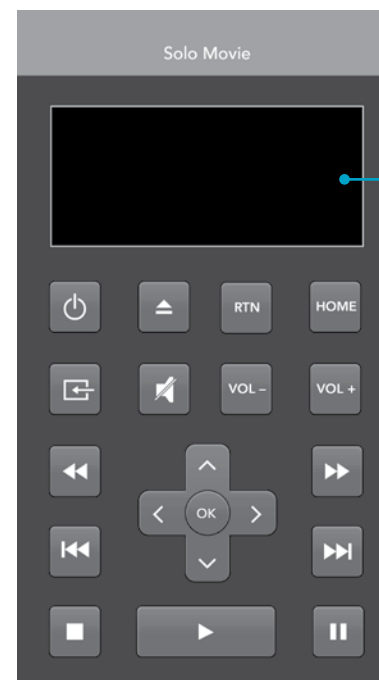 Solo Movie
RTN
HOME
VOL –
VOL +
OK